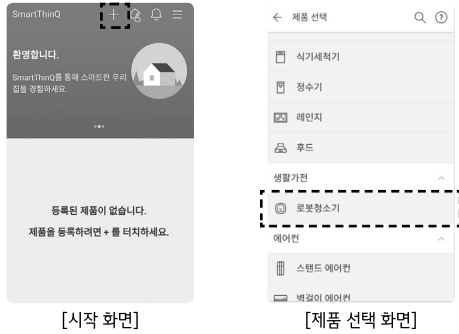 SmartThinQ
환영합니다.
SmartThinQ를 통해 스마트한 우리
집을 경험하세요.
등록된 제품이 없습니다.
제품을 등록하려면 + 를 터치하세요.
[시작 화면]
제품 선택
식기세척기
정수기
레인지
후드
생활가전
로봇청소기
에어컨
스탠드 에어컨
벽걸이 에어컨
[제품 선택 화면]